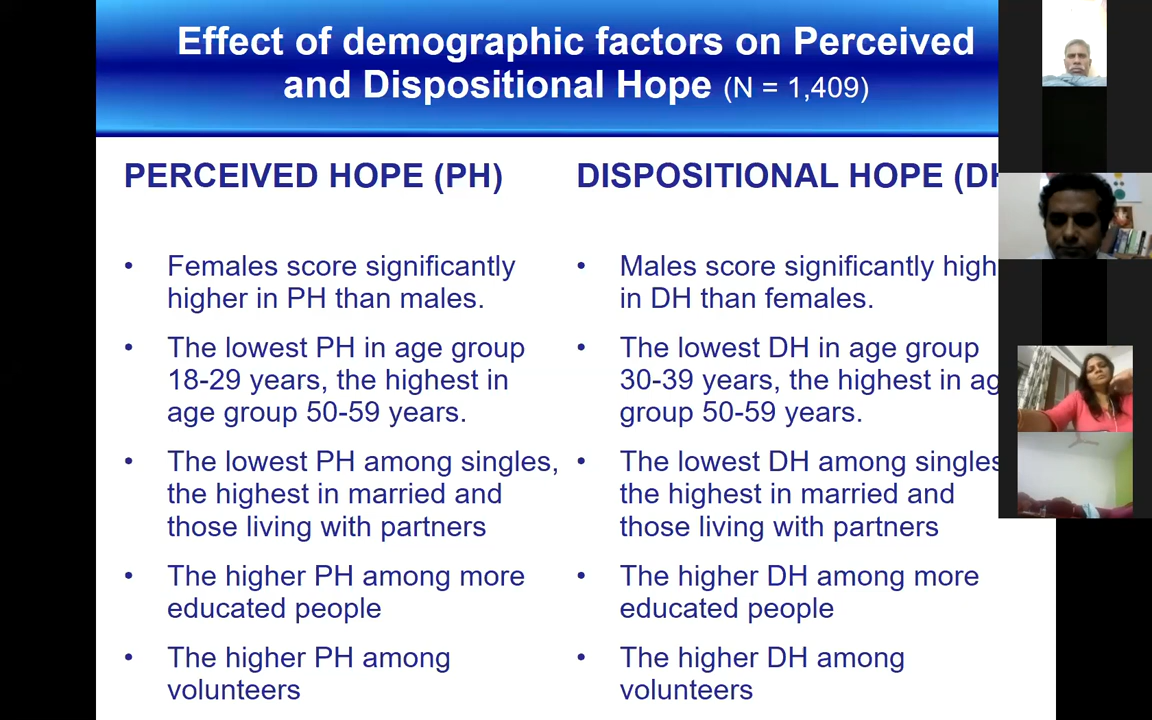 Effect of demographic factors on Perceived
and Dispositional Hope (N = 1,409)
PERCEIVED HOPE (PH)
• Females score significantly
higher in PH than males.
• The lowest PH in age group
18-29 years, the highest in
age group 50-59 years.
• The lowest PH among singles,
the highest in married and
those living with partners
• The higher PH among more
educated people
• The higher PH among
volunteers
DISPOSITIONAL HOPE (DH
• Males score significantly high
in DH than females.
• The lowest DH in age group
30-39 years, the highest in ag
group 50-59 years.
• The lowest DH among singles
the highest in married and
those living with partners
• The higher DH among more
educated people
• The higher DH among
volunteers